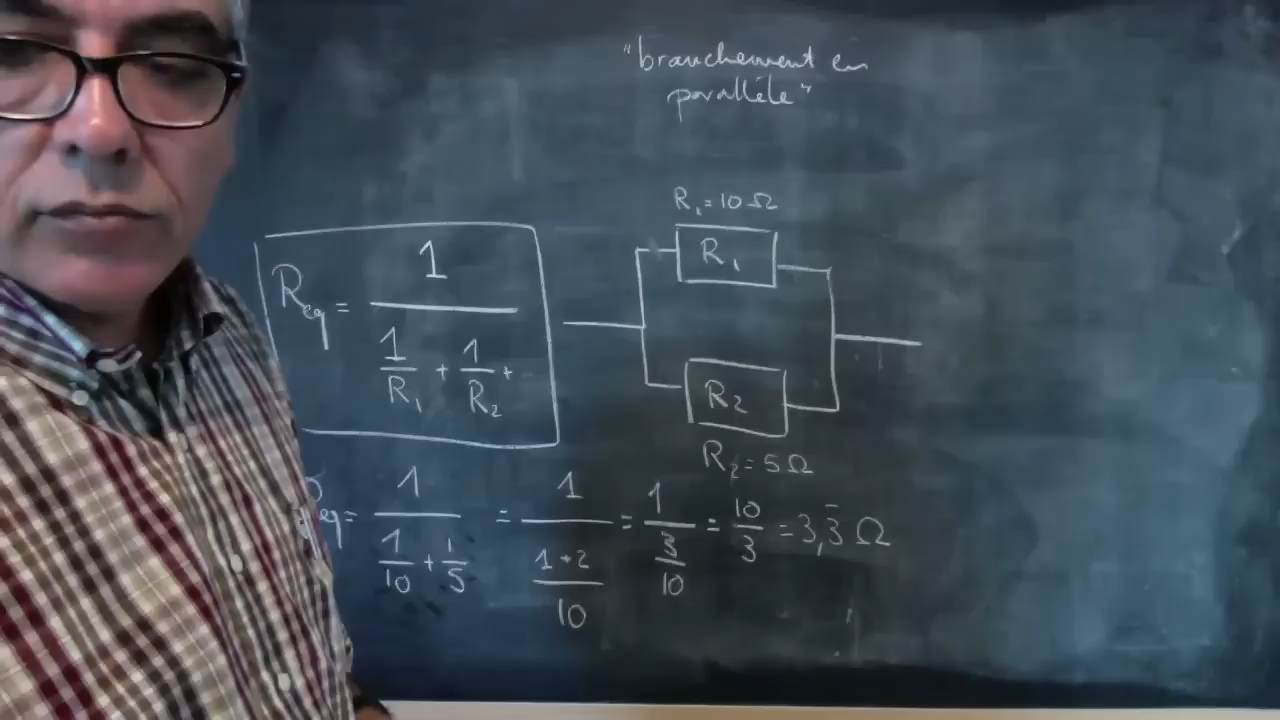 "branchement en
parallèle"
R₁ = 10 Ω
R₁
R_eq = 1 / (1/R₁ + 1/R₂ +
R₂
R₂ = 5 Ω
eq = 1 / (1/10 + 1/5) = 1 / ((1+2)/10) = 1 / (3/10) = 10/3 = 3,3̄ Ω